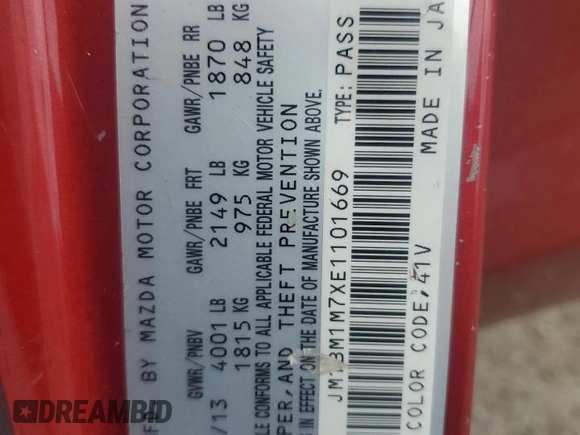 BY MAZDA MOTOR CORPORATION
GVWR/PNBV GAWR/PNBE FRT GAWR/PNBE RR
/13 4001 LB 2149 LB 1870 LB
1815 KG 975 KG 848 KG
LE CONFORMS TO ALL APPLICABLE FEDERAL MOTOR VEHICLE SAFETY
PER, AND THEFT PREVENTION
IN EFFECT ON THE DATE OF MANUFACTURE SHOWN ABOVE.
JM1BM1M7XE1101669 TYPE: PASS
COLOR CODE/41V MADE IN JA
DREAMBID